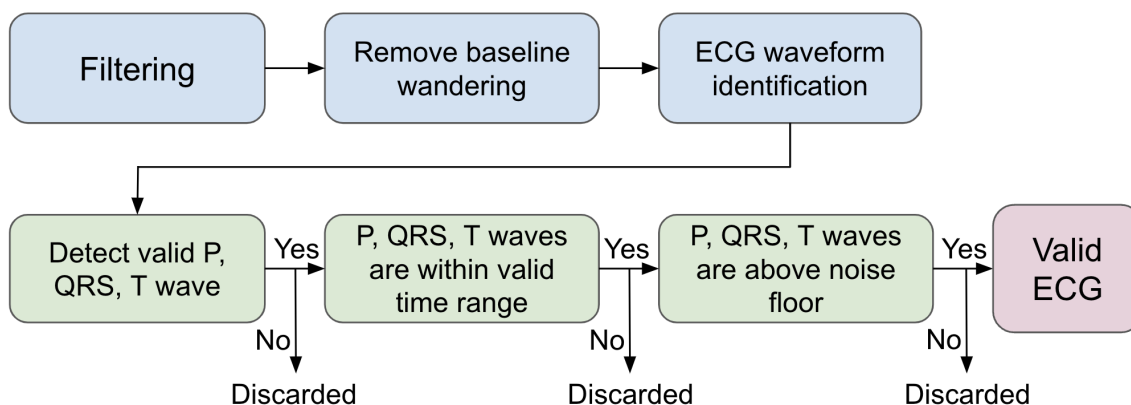 Filtering
Remove baseline
wandering
ECG waveform
identification
Detect valid P,
QRS, T wave
Yes
No
Discarded
P, QRS, T waves
are within valid
time range
Yes
No
Discarded
P, QRS, T waves
are above noise
floor
Yes
No
Discarded
Valid
ECG